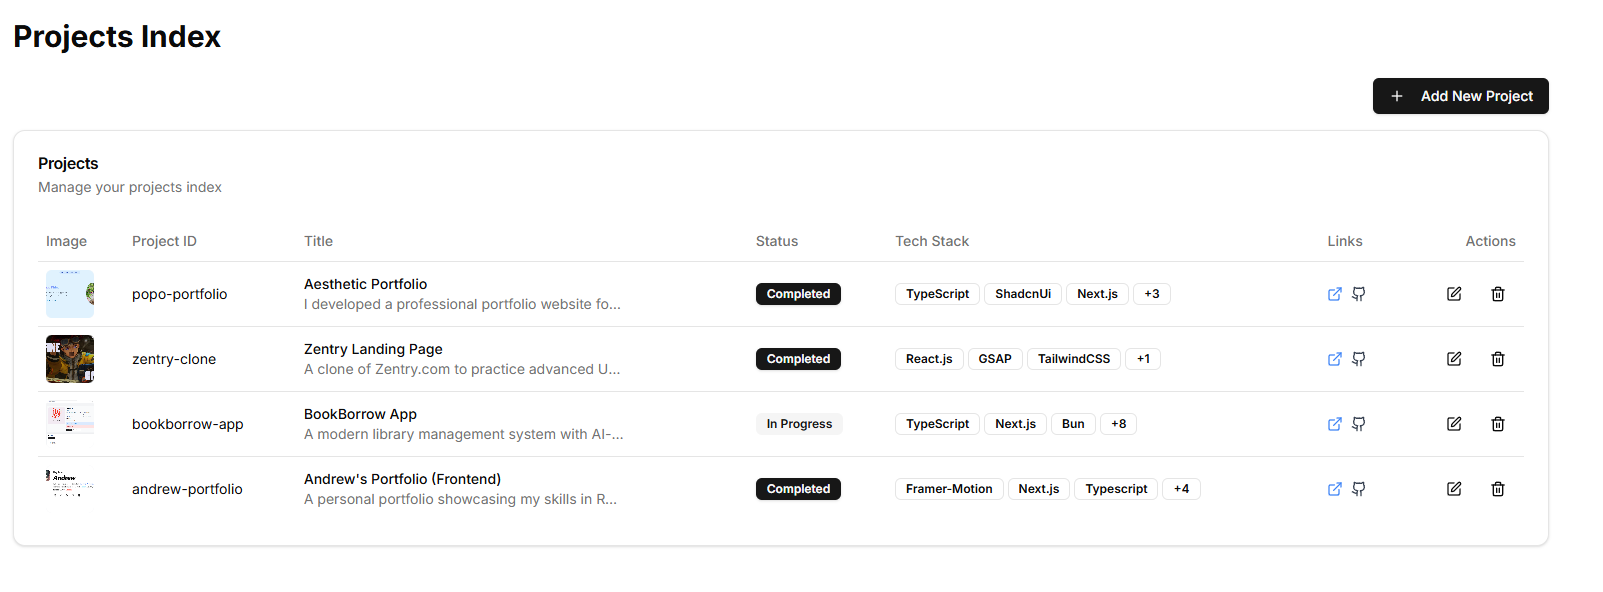 Projects Index
Add New Project
Projects
Manage your projects index
Image Project ID Title Status Tech Stack Links Actions
popo-portfolio Aesthetic Portfolio Completed TypeScript ShadcnUi Next.js +3
I developed a professional portfolio website fo...
zentry-clone Zentry Landing Page Completed React.js GSAP TailwindCSS +1
A clone of Zentry.com to practice advanced U...
bookborrow-app BookBorrow App In Progress TypeScript Next.js Bun +8
A modern library management system with AI-...
Andrew
andrew-portfolio Andrew's Portfolio (Frontend) Completed Framer-Motion Next.js Typescript +4
A personal portfolio showcasing my skills in R...